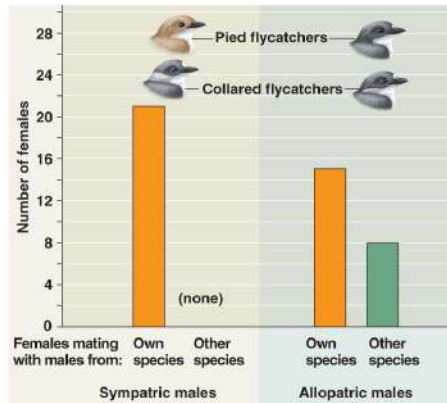 28
24
20
16
12
8
4
0
Number of females
Pied flycatchers
Collared flycatchers
(none)
Females mating
with males from:
Own
species
Other
species
Own
species
Other
species
Sympatric males
Allopatric males